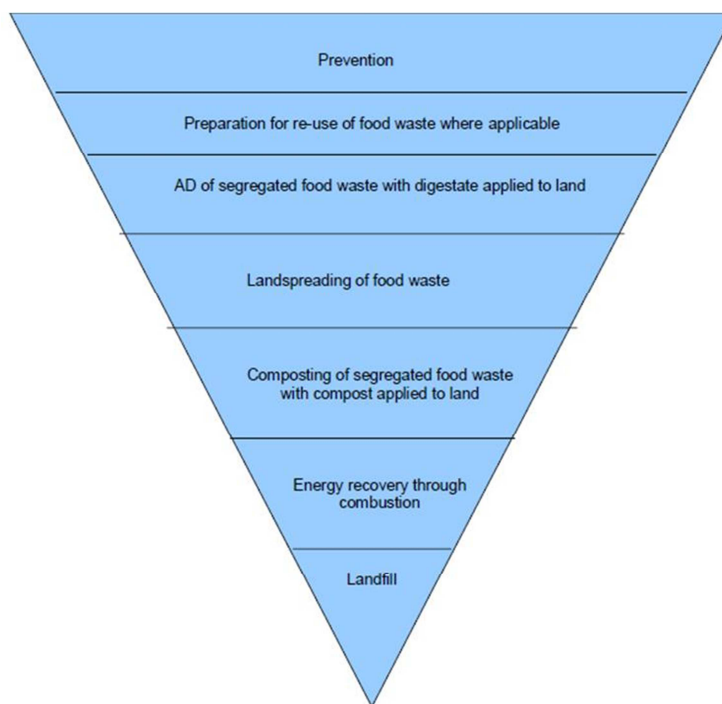 Prevention
Preparation for re-use of food waste where applicable
AD of segregated food waste with digestate applied to land
Landspreading of food waste
Composting of segregated food waste
with compost applied to land
Energy recovery through
combustion
Landfill